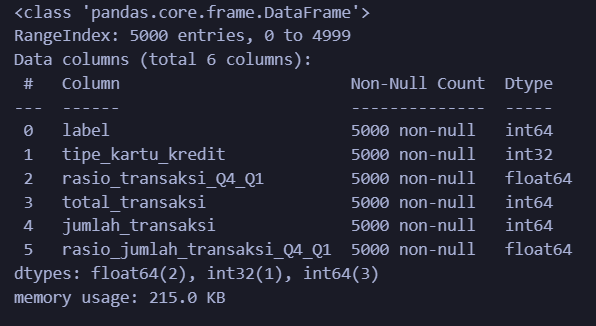 <class 'pandas.core.frame.DataFrame'>
RangeIndex: 5000 entries, 0 to 4999
Data columns (total 6 columns):
 #   Column                       Non-Null Count  Dtype
---  ------                       --------------  -----
 0   label                        5000 non-null   int64
 1   tipe_kartu_kredit            5000 non-null   int32
 2   rasio_transaksi_Q4_Q1        5000 non-null   float64
 3   total_transaksi              5000 non-null   int64
 4   jumlah_transaksi             5000 non-null   int64
 5   rasio_jumlah_transaksi_Q4_Q1 5000 non-null   float64
dtypes: float64(2), int32(1), int64(3)
memory usage: 215.0 KB